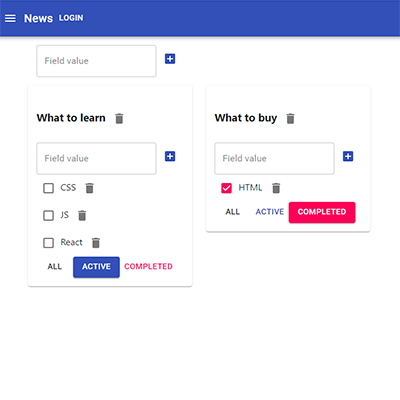 News LOGIN
Field value
What to learn
Field value
CSS
JS
React
ALL ACTIVE COMPLETED
What to buy
Field value
HTML
ALL ACTIVE COMPLETED